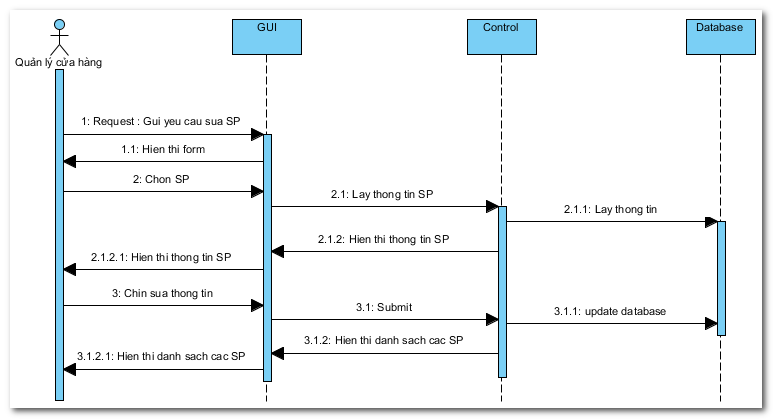 GUI
Control
Database
Quản lý cửa hàng
1: Request : Gui yeu cau sua SP
1.1: Hien thi form
2: Chon SP
2.1: Lay thong tin SP
2.1.1: Lay thong tin
2.1.2: Hien thi thong tin SP
2.1.2.1: Hien thi thong tin SP
3: Chin sua thong tin
3.1: Submit
3.1.1: update database
3.1.2: Hien thi danh sach cac SP
3.1.2.1: Hien thi danh sach cac SP